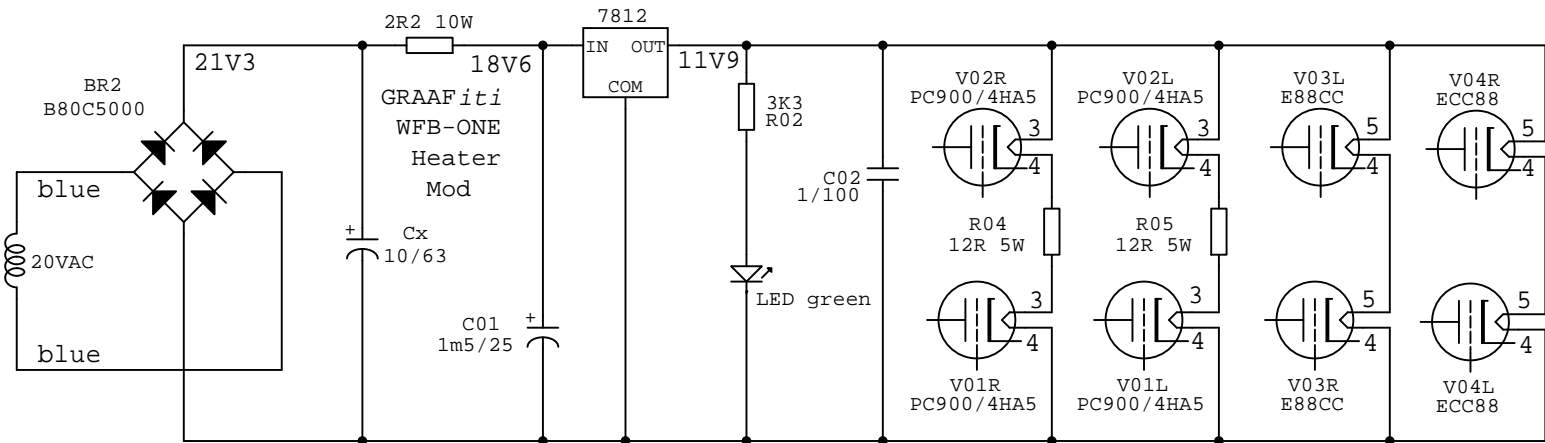 2R2 10W
7812
IN OUT
COM
21V3
18V6
11V9
BR2
B80C5000
GRAAFiti
WFB-ONE
Heater
Mod
blue
20VAC
blue
+
Cx
10/63
+
C01
1m5/25
3K3
R02
LED green
C02
1/100
V02R
PC900/4HA5
3
4
V02L
PC900/4HA5
3
4
V03L
E88CC
5
4
V04R
ECC88
5
4
R04
12R 5W
R05
12R 5W
3
4
V01R
PC900/4HA5
3
4
V01L
PC900/4HA5
5
4
V03R
E88CC
5
4
V04L
ECC88